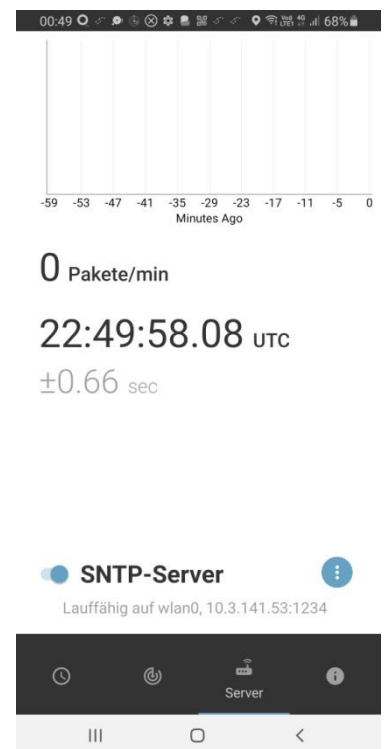 00:49 68%
-59 -53 -47 -41 -35 -29 -23 -17 -11 -5 0
Minutes Ago
0 Pakete/min
22:49:58.08 UTC
±0.66 sec
SNTP-Server
Lauffähig auf wlan0, 10.3.141.53:1234
Server